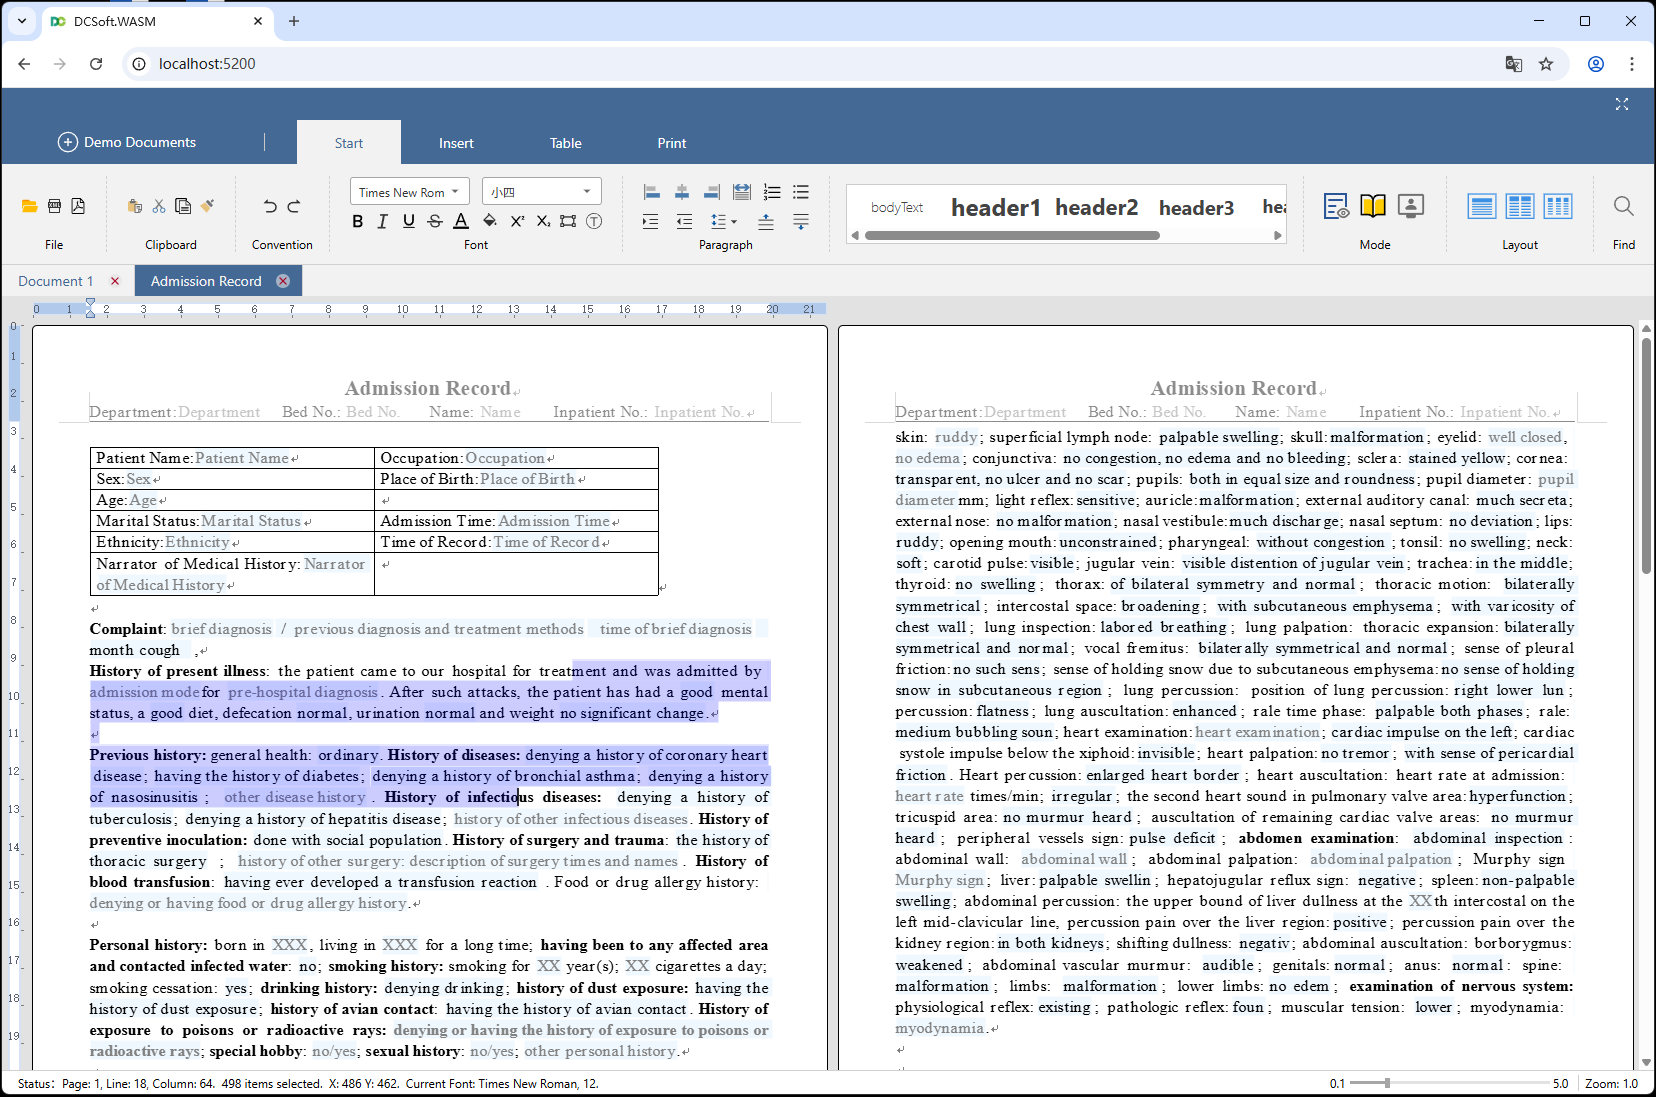 DCSoft.WASM
localhost:5200
Demo Documents
Start
Insert
Table
Print
Times New Rom
小四
bodyText
header1
header2
header3
hea
File
Clipboard
Convention
Font
Paragraph
Mode
Layout
Find
Document 1
Admission Record
0 1 2 3 4 5 6 7 8 9 10 11 12 13 14 15 16 17 18 19 20 21
0
1
2
3
4
5
6
7
8
9
10
11
12
13
14
15
16
17
18
19
Admission Record
Department:Department Bed No.: Bed No. Name: Name Inpatient No.: Inpatient No.
Patient Name:Patient Name Occupation:Occupation
Sex:Sex Place of Birth:Place of Birth
Age:Age
Marital Status:Marital Status Admission Time: Admission Time
Ethnicity:Ethnicity Time of Record:Time of Record
Narrator of Medical History: Narrator
of Medical History
Complaint: brief diagnosis / previous diagnosis and treatment methods time of brief diagnosis
month cough ,
History of present illness: the patient came to our hospital for treatment and was admitted by
admission mode for pre-hospital diagnosis. After such attacks, the patient has had a good mental
status, a good diet, defecation normal, urination normal and weight no significant change.
Previous history: general health: ordinary. History of diseases: denying a history of coronary heart
disease; having the history of diabetes; denying a history of bronchial asthma; denying a history
of nasosinusitis ; other disease history . History of infectious diseases: denying a history of
tuberculosis; denying a history of hepatitis disease; history of other infectious diseases. History of
preventive inoculation: done with social population. History of surgery and trauma: the history of
thoracic surgery ; history of other surgery: description of surgery times and names . History of
blood transfusion: having ever developed a transfusion reaction . Food or drug allergy history:
denying or having food or drug allergy history.
Personal history: born in XXX, living in XXX for a long time; having been to any affected area
and contacted infected water: no; smoking history: smoking for XX year(s); XX cigarettes a day;
smoking cessation: yes; drinking history: denying drinking; history of dust exposure: having the
history of dust exposure; history of avian contact: having the history of avian contact. History of
exposure to poisons or radioactive rays: denying or having the history of exposure to poisons or
radioactive rays; special hobby: no/yes; sexual history: no/yes; other personal history.
Admission Record
Department:Department Bed No.: Bed No. Name: Name Inpatient No.: Inpatient No.
skin: ruddy; superficial lymph node: palpable swelling; skull:malformation; eyelid: well closed,
no edema; conjunctiva: no congestion, no edema and no bleeding; sclera: stained yellow; cornea:
transparent, no ulcer and no scar; pupils: both in equal size and roundness; pupil diameter: pupil
diameter mm; light reflex:sensitive; auricle:malformation; external auditory canal: much secreta;
external nose: no malformation; nasal vestibule:much discharge; nasal septum: no deviation; lips:
ruddy; opening mouth:unconstrained; pharyngeal: without congestion ; tonsil: no swelling; neck:
soft; carotid pulse:visible; jugular vein: visible distention of jugular vein; trachea:in the middle;
thyroid: no swelling ; thorax: of bilateral symmetry and normal ; thoracic motion: bilaterally
symmetrical; intercostal space:broadening; with subcutaneous emphysema; with varicosity of
chest wall; lung inspection: labored breathing; lung palpation: thoracic expansion: bilaterally
symmetrical and normal; vocal fremitus: bilaterally symmetrical and normal; sense of pleural
friction:no such sens; sense of holding snow due to subcutaneous emphysema:no sense of holding
snow in subcutaneous region ; lung percussion: position of lung percussion: right lower lun ;
percussion: flatness; lung auscultation: enhanced; rale time phase: palpable both phases; rale:
medium bubbling soun; heart examination:heart examination; cardiac impulse on the left; cardiac
systole impulse below the xiphoid:invisible; heart palpation:no tremor; with sense of pericardial
friction. Heart percussion: enlarged heart border ; heart auscultation: heart rate at admission:
heart rate times/min; irregular; the second heart sound in pulmonary valve area:hyperfunction;
tricuspid area: no murmur heard; auscultation of remaining cardiac valve areas: no murmur
heard; peripheral vessels sign: pulse deficit ; abdomen examination: abdominal inspection :
abdominal wall: abdominal wall; abdominal palpation: abdominal palpation ; Murphy sign
Murphy sign; liver:palpable swellin; hepatojugular reflux sign: negative; spleen:non-palpable
swelling; abdominal percussion: the upper bound of liver dullness at the XXth intercostal on the
left mid-clavicular line, percussion pain over the liver region: positive; percussion pain over the
kidney region:in both kidneys; shifting dullness: negativ; abdominal auscultation: borborygmus:
weakened ; abdominal vascular murmur: audible ; genitals:normal ; anus: normal : spine:
malformation; limbs: malformation ; lower limbs: no edem; examination of nervous system:
physiological reflex: existing; pathologic reflex:foun; muscular tension: lower; myodynamia:
myodynamia.
Status: Page: 1, Line: 18, Column: 64. 498 items selected. X: 486 Y: 462. Current Font: Times New Roman, 12.
0.1
5.0
Zoom: 1.0